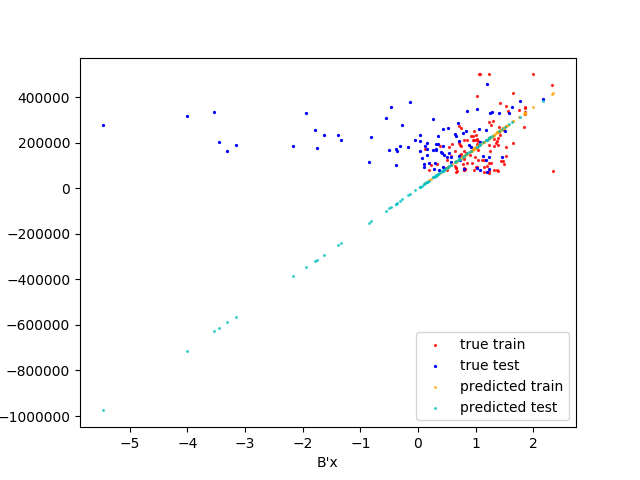 400000
200000
0
−200000
−400000
−600000
−800000
−1000000
−5 −4 −3 −2 −1 0 1 2
B'x
true train
true test
predicted train
predicted test